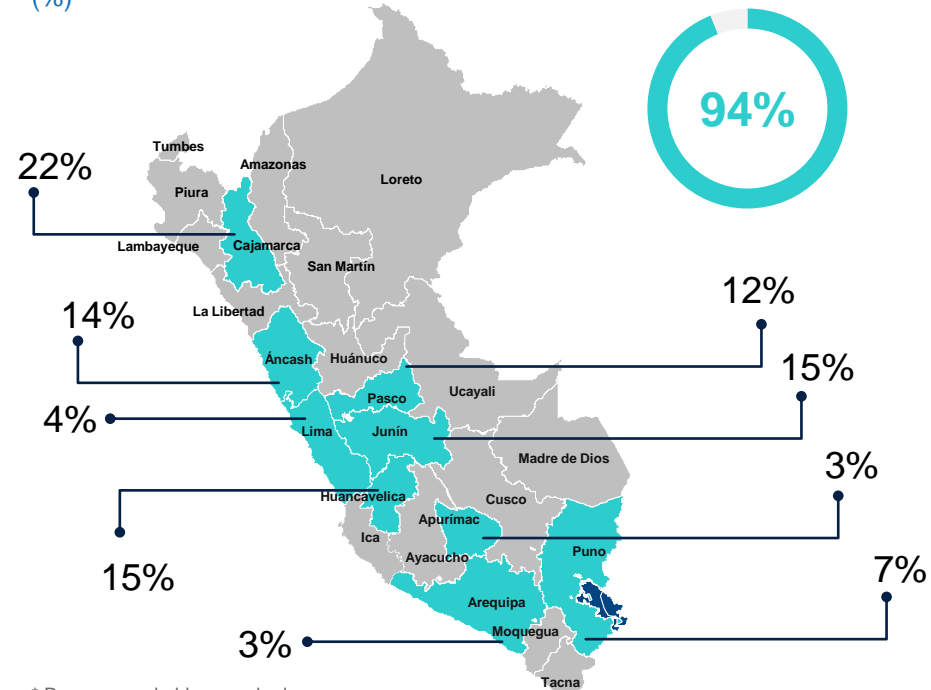 (%)
94%
Tumbes
22%
Amazonas
Loreto
Piura
Lambayeque
Cajamarca
San Martín
12%
14%
La Libertad
Áncash
Huánuco
15%
Ucayali
Pasco
4%
Lima
Junín
Madre de Dios
3%
Huancavelica
Cusco
Apurímac
Ica
Ayacucho
Puno
15%
7%
Arequipa
Moquegua
3%
Tacna